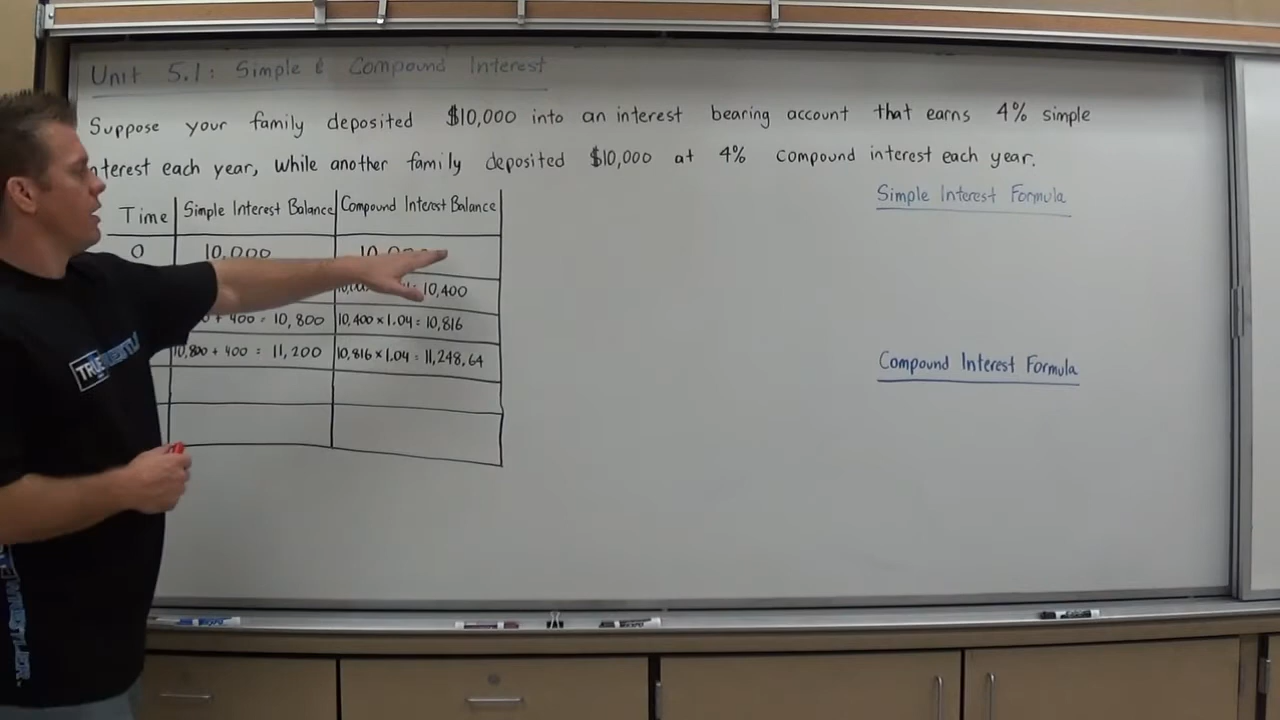 Unit 5.1: Simple & Compound Interest
Suppose your family deposited $10,000 into an interest bearing account that earns 4% simple
nterest each year, while another family deposited $10,000 at 4% compound interest each year.
Time Simple Interest Balance Compound Interest Balance
0 10,000
10,400
+ 400 = 10,800 10,400 x 1.04 = 10,816
10,800 + 400 = 11,200 10,816 x 1.04 = 11,248,64
Simple Interest Formula
Compound Interest Formula